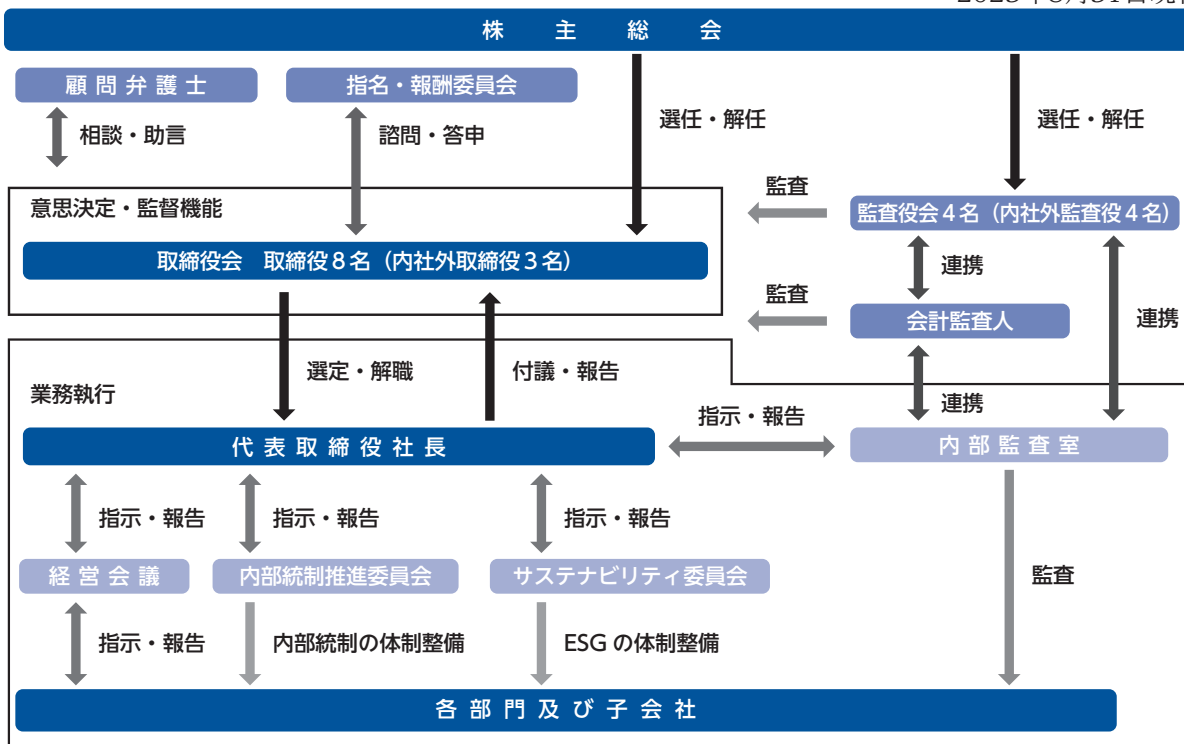 株主総会
顧問弁護士
指名・報酬委員会
相談・助言
諮問・答申
選任・解任
選任・解任
意思決定・監督機能
監査
監査役会4名（内社外監査役4名）
取締役会　取締役8名（内社外取締役3名）
連携
監査
会計監査人
連携
選定・解職
付議・報告
業務執行
連携
指示・報告
代表取締役社長
内部監査室
指示・報告
指示・報告
指示・報告
経営会議
内部統制推進委員会
サステナビリティ委員会
監査
指示・報告
内部統制の体制整備
ESGの体制整備
各部門及び子会社